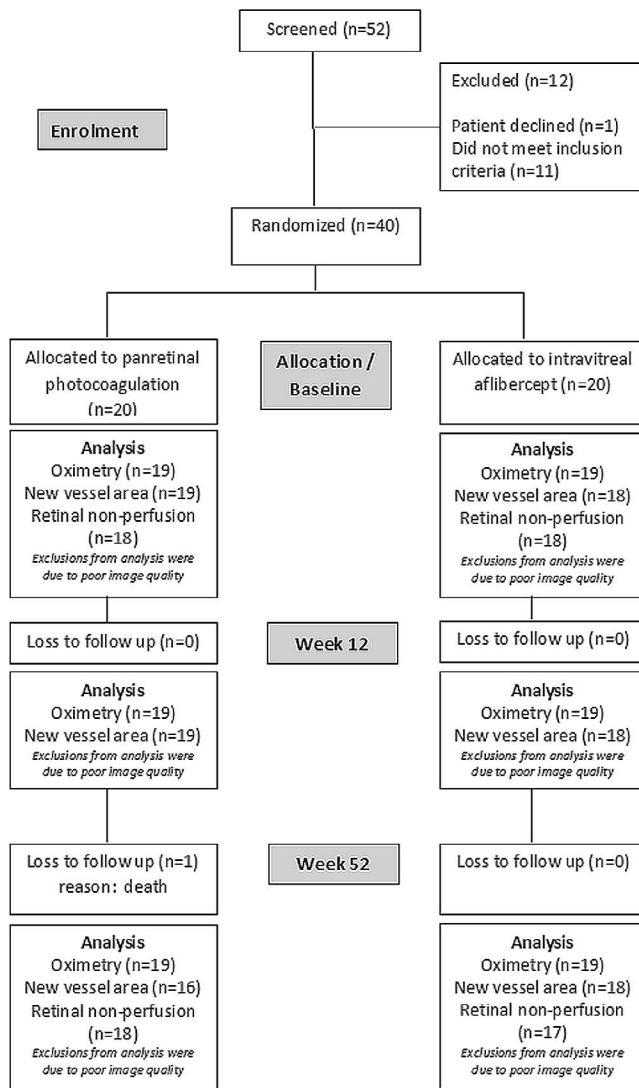 Screened (n=52)
Excluded (n=12)
Patient declined (n=1)
Did not meet inclusion
criteria (n=11)
Enrolment
Randomized (n=40)
Allocated to panretinal
photocoagulation
(n=20)
Allocation /
Baseline
Allocated to intravitreal
aflibercept (n=20)
Analysis
Oximetry (n=19)
New vessel area (n=19)
Retinal non-perfusion
(n=18)
Exclusions from analysis were
due to poor image quality
Analysis
Oximetry (n=19)
New vessel area (n=18)
Retinal non-perfusion
(n=18)
Exclusions from analysis were
due to poor image quality
Loss to follow up (n=0)
Week 12
Loss to follow up (n=0)
Analysis
Oximetry (n=19)
New vessel area (n=19)
Exclusions from analysis were
due to poor image quality
Analysis
Oximetry (n=19)
New vessel area (n=18)
Exclusions from analysis were
due to poor image quality
Loss to follow up (n=1)
reason: death
Week 52
Loss to follow up (n=0)
Analysis
Oximetry (n=19)
New vessel area (n=16)
Retinal non-perfusion
(n=18)
Exclusions from analysis were
due to poor image quality
Analysis
Oximetry (n=19)
New vessel area (n=18)
Retinal non-perfusion
(n=17)
Exclusions from analysis were
due to poor image quality